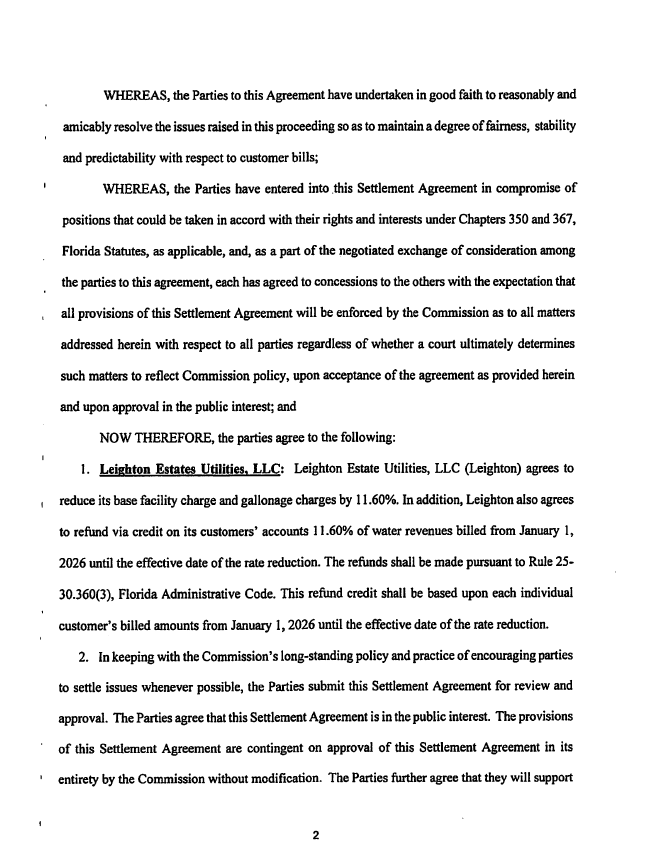 WHEREAS, the Parties to this Agreement have undertaken in good faith to reasonably and
amicably resolve the issues raised in this proceeding so as to maintain a degree of fairness, stability
and predictability with respect to customer bills;
WHEREAS, the Parties have entered into this Settlement Agreement in compromise of
positions that could be taken in accord with their rights and interests under Chapters 350 and 367,
Florida Statutes, as applicable, and, as a part of the negotiated exchange of consideration among
the parties to this agreement, each has agreed to concessions to the others with the expectation that
all provisions of this Settlement Agreement will be enforced by the Commission as to all matters
addressed herein with respect to all parties regardless of whether a court ultimately determines
such matters to reflect Commission policy, upon acceptance of the agreement as provided herein
and upon approval in the public interest; and
NOW THEREFORE, the parties agree to the following:
1. Leighton Estates Utilities, LLC: Leighton Estate Utilities, LLC (Leighton) agrees to
reduce its base facility charge and gallonage charges by 11.60%. In addition, Leighton also agrees
to refund via credit on its customers' accounts 11.60% of water revenues billed from January 1,
2026 until the effective date of the rate reduction. The refunds shall be made pursuant to Rule 25-
30.360(3), Florida Administrative Code. This refund credit shall be based upon each individual
customer's billed amounts from January 1, 2026 until the effective date of the rate reduction.
2. In keeping with the Commission's long-standing policy and practice of encouraging parties
to settle issues whenever possible, the Parties submit this Settlement Agreement for review and
approval. The Parties agree that this Settlement Agreement is in the public interest. The provisions
of this Settlement Agreement are contingent on approval of this Settlement Agreement in its
entirety by the Commission without modification. The Parties further agree that they will support
2